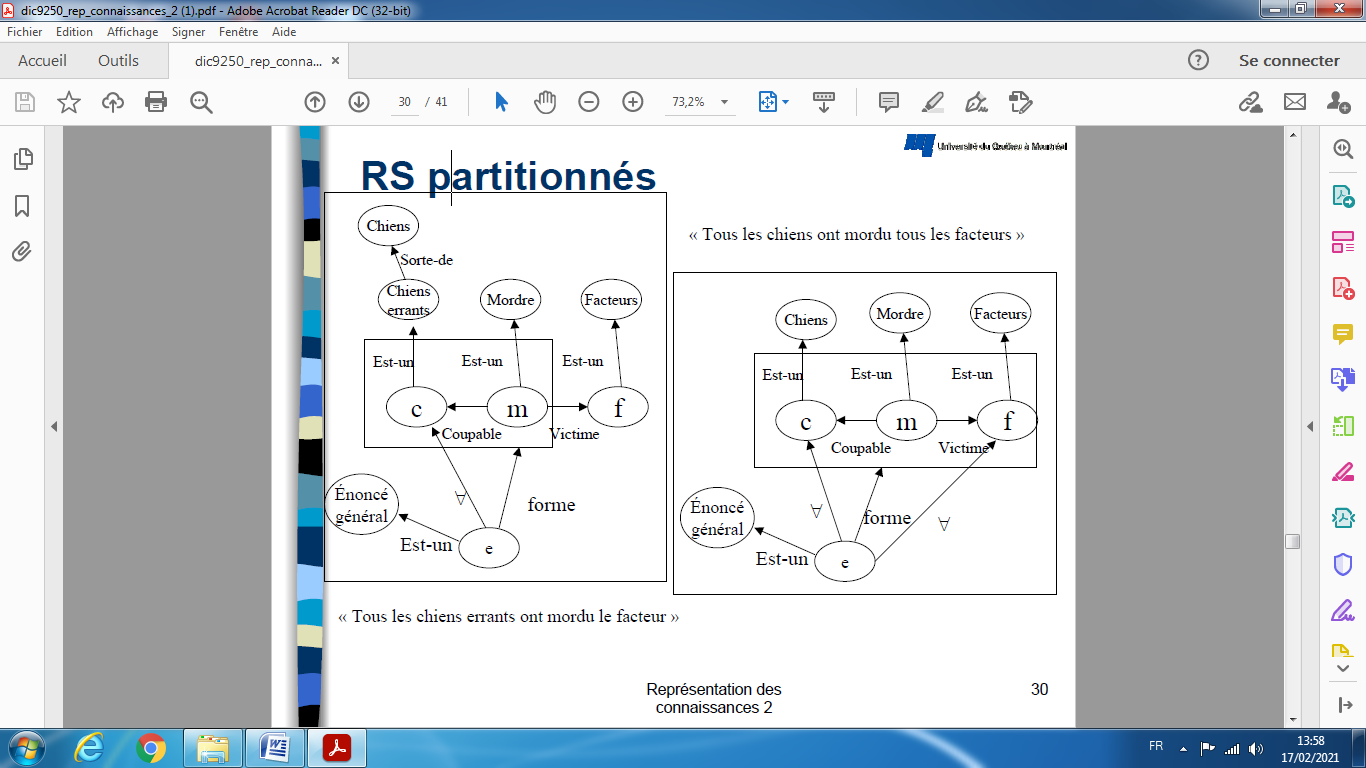 dic9250_rep_connaissances_2 (1).pdf - Adobe Acrobat Reader DC (32-bit)
Fichier Edition Affichage Signer Fenêtre Aide
Accueil Outils dic9250_rep_conna... × Se connecter
30 / 41 73,2%
Université du Québec à Montréal
RS partitionnés
« Tous les chiens ont mordu tous les facteurs »
Chiens
Sorte-de
Chiens
errants
Mordre
Facteurs
Est-un
Est-un
Est-un
c
m
f
Coupable
Victime
Énoncé
général
∀
forme
Est-un
e
« Tous les chiens errants ont mordu le facteur »
Chiens
Mordre
Facteurs
Est-un
Est-un
Est-un
c
m
f
Coupable
Victime
Énoncé
général
∀
forme
∀
Est-un
e
Représentation des
connaissances 2
30
FR
13:58
17/02/2021